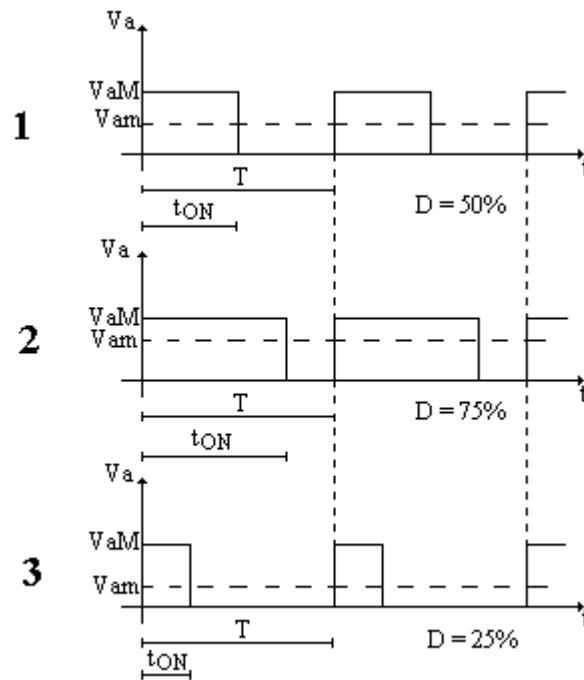 Va
VaM
1
Vam
t
T
D = 50%
tON
Va
VaM
2
Vam
t
T
D = 75%
tON
Va
VaM
3
Vam
t
T
D = 25%
tON